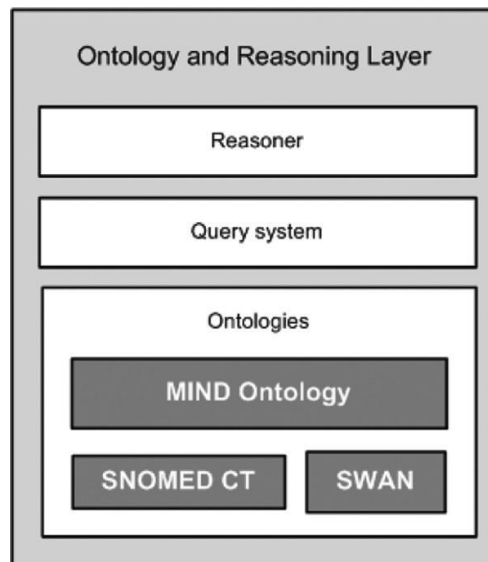 Ontology and Reasoning Layer
Reasoner
Query system
Ontologies
MIND Ontology
SNOMED CT
SWAN